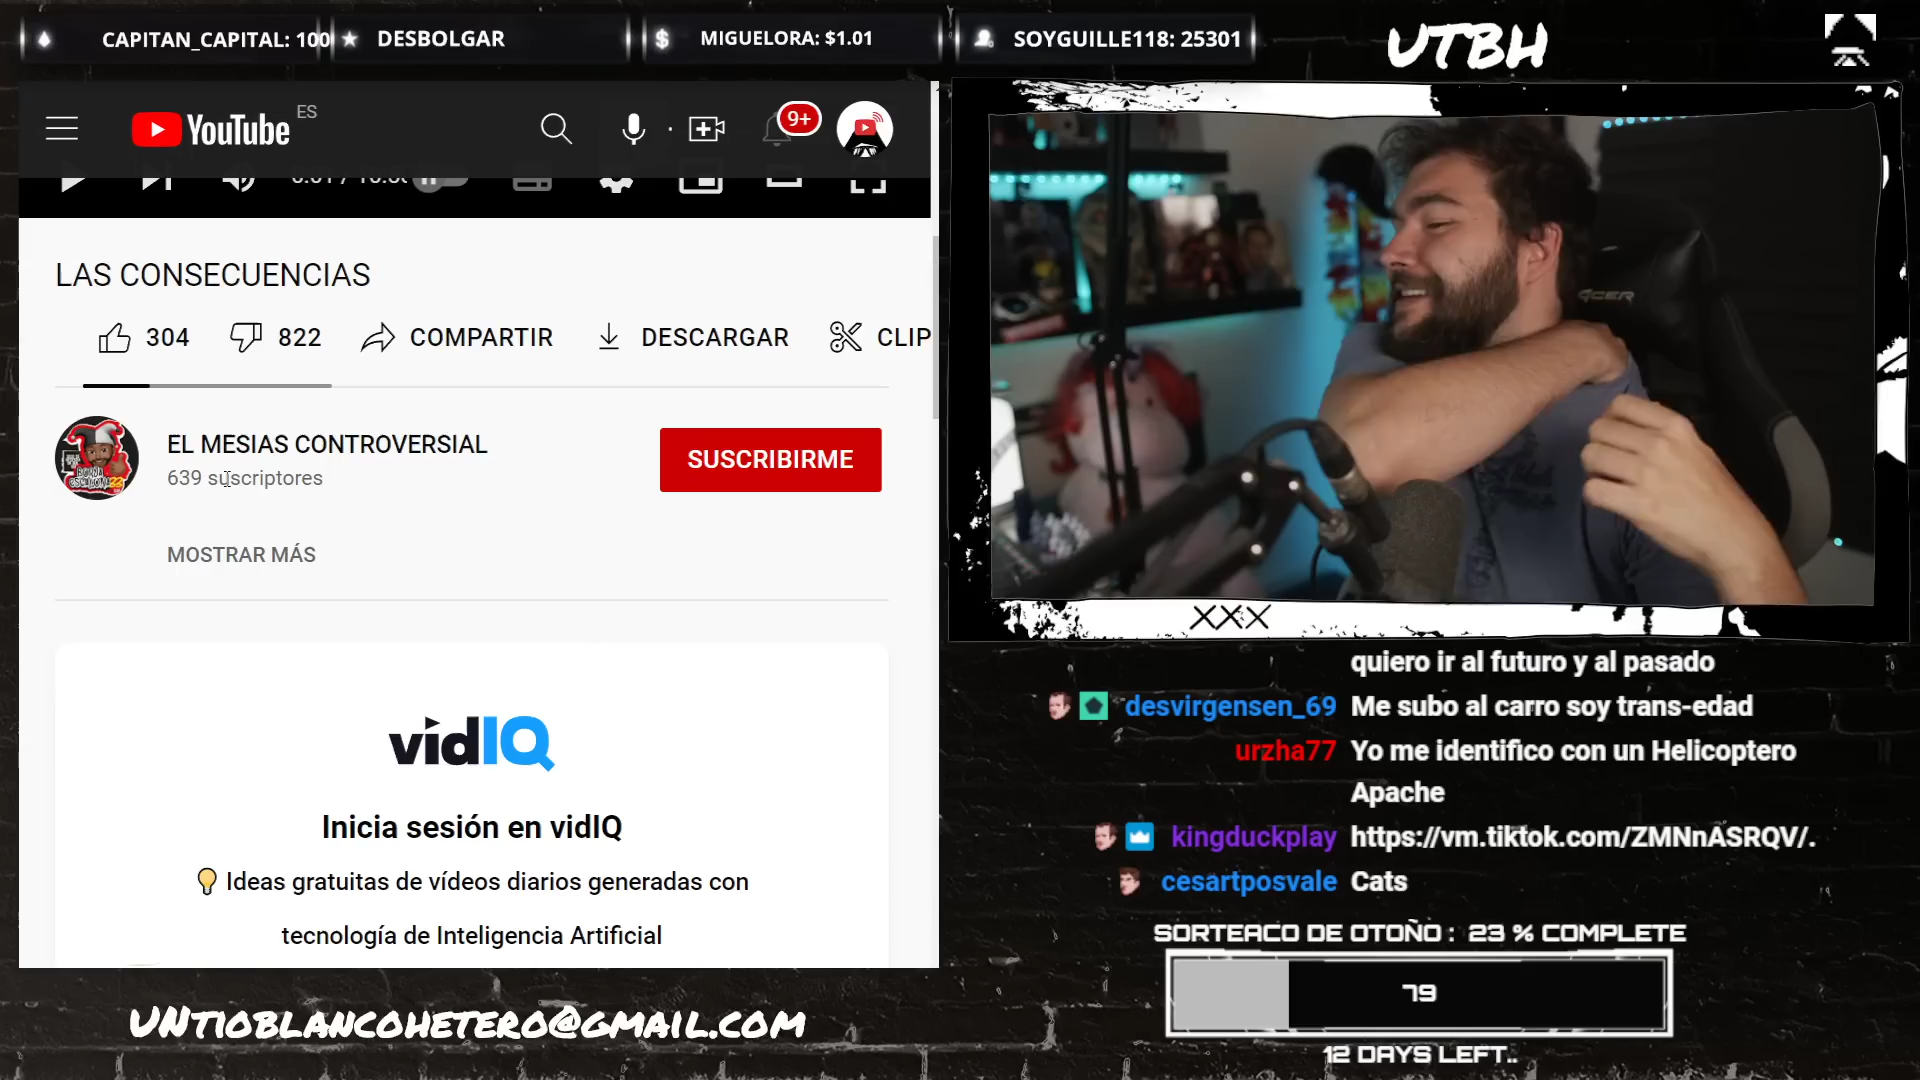 CAPITAN_CAPITAL: 100
DESBOLGAR
MIGUELORA: $1.01
SOYGUILLE118: 25301
UTBH
YouTube
ES
9+
LAS CONSECUENCIAS
304
822
COMPARTIR
DESCARGAR
CLIP
EL MESIAS CONTROVERSIAL
639 suscriptores
SUSCRIBIRME
MOSTRAR MÁS
vidIQ
Inicia sesión en vidIQ
Ideas gratuitas de vídeos diarios generadas con
tecnología de Inteligencia Artificial
UNTIOBLANCOHETERO@GMAIL.COM
acer
XXX
quiero ir al futuro y al pasado
desvirgensen_69 Me subo al carro soy trans-edad
urzha77 Yo me identifico con un Helicoptero
Apache
kingduckplay https://vm.tiktok.com/ZMNnASRQV/.
cesartposvale Cats
SORTEACO DE OTOÑO : 23 % COMPLETE
79
12 DAYS LEFT..